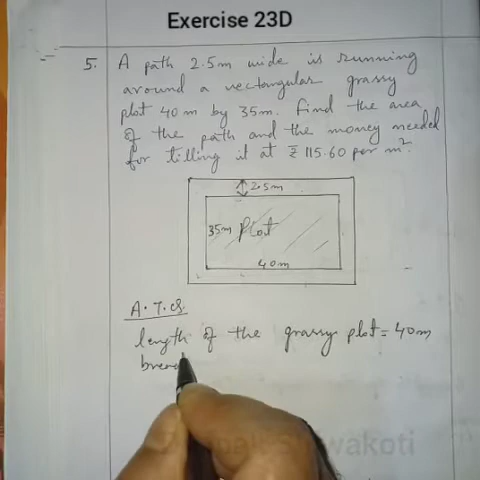 Exercise 23D
5. A path 2.5m wide is running
around a rectangular grassy
plot 40 m by 35m. Find the area
of the path and the money needed
for tilling it at ₹ 115.60 per m².
2.5m
35m Plot
40m
A.T.Q
length of the grassy plot = 40m
brea